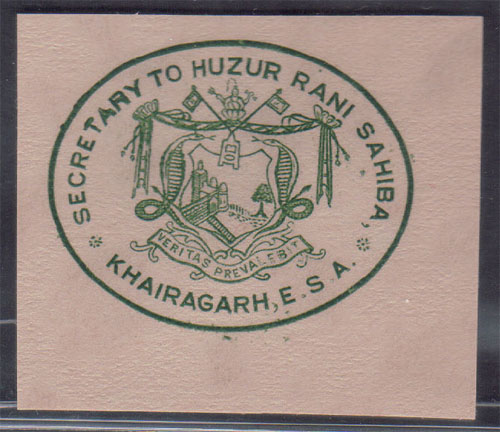 SECRETARY TO HUZUR RANI SAHIBA,
VERITAS PREVALEBIT
KHAIRAGARH, E. S. A.